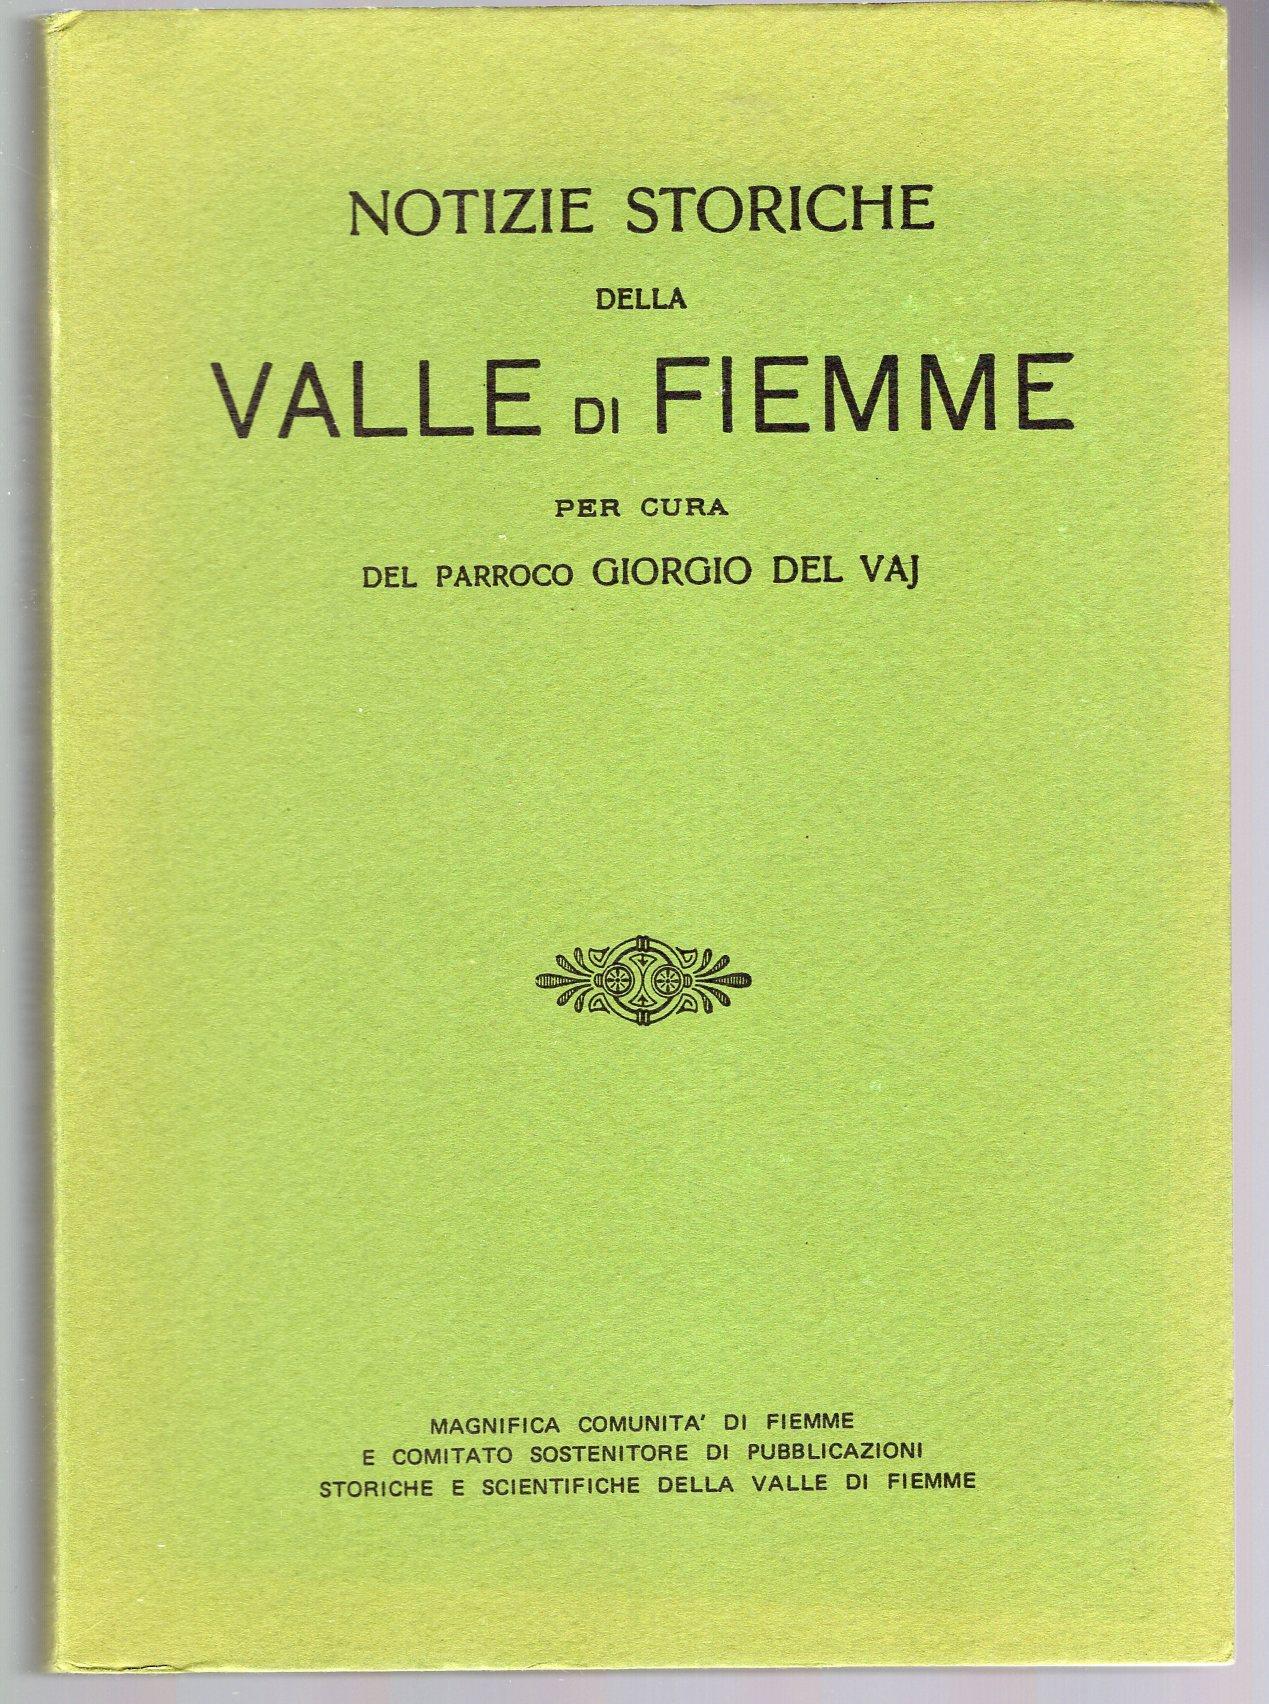 NOTIZIE STORICHE
DELLA
VALLE DI FIEMME
PER CURA
DEL PARROCO GIORGIO DEL VAJ
MAGNIFICA COMUNITA' DI FIEMME
E COMITATO SOSTENITORE DI PUBBLICAZIONI
STORICHE E SCIENTIFICHE DELLA VALLE DI FIEMME